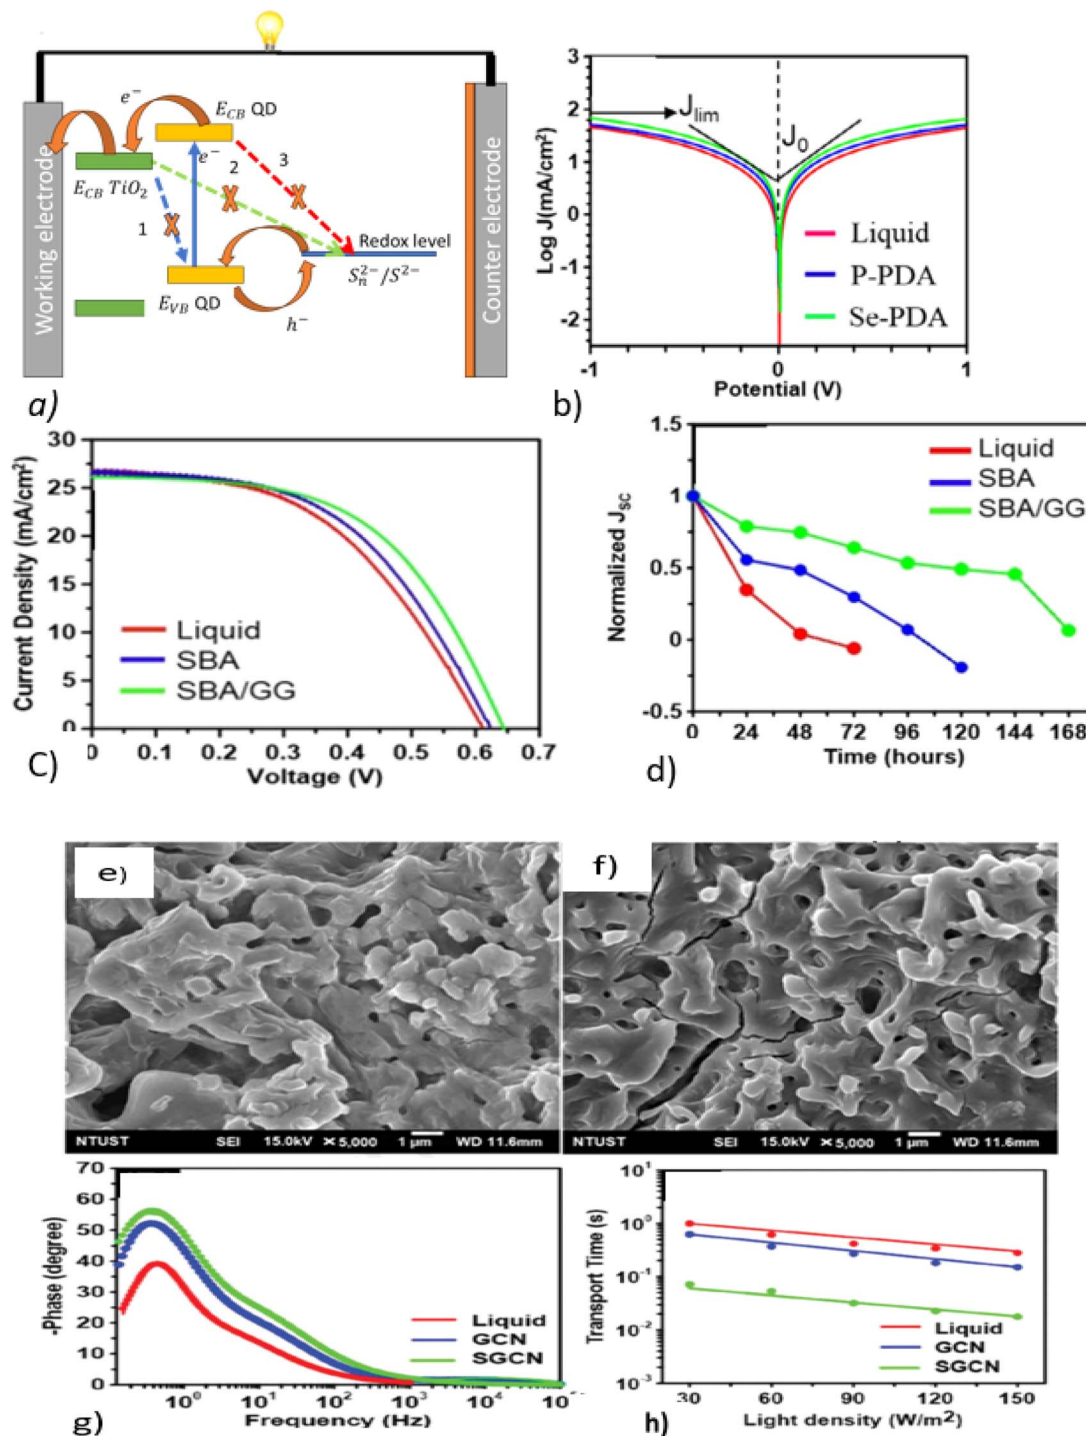 e⁻
E_CB QD
e⁻
2
3
E_CB TiO₂
1
Redox level
S_n²⁻/S²⁻
E_VB QD
h⁻
Working electrode
Counter electrode
a)
3
2
1
0
-1
-2
Log J(mA/cm²)
J_lim
J_0
Liquid
P-PDA
Se-PDA
-1
0
1
Potential (V)
b)
30
25
20
15
10
5
0
Current Density (mA/cm²)
Liquid
SBA
SBA/GG
0
0.1
0.2
0.3
0.4
0.5
0.6
0.7
Voltage (V)
C)
1.5
1
0.5
0
-0.5
Normalized J_SC
Liquid
SBA
SBA/GG
0
24
48
72
96
120
144
168
Time (hours)
d)
e)
NTUST SEI 15.0kV ×5,000 1 μm WD 11.6mm
f)
NTUST SEI 15.0kV ×5,000 1 μm WD 11.6mm
70
60
50
40
30
20
10
0
-Phase (degree)
Liquid
GCN
SGCN
10⁰
10¹
10²
10³
10⁴
Frequency (Hz)
g)
10¹
10⁰
10⁻¹
10⁻²
10⁻³
Transport Time (s)
Liquid
GCN
SGCN
30
60
90
120
150
Light density (W/m²)
h)